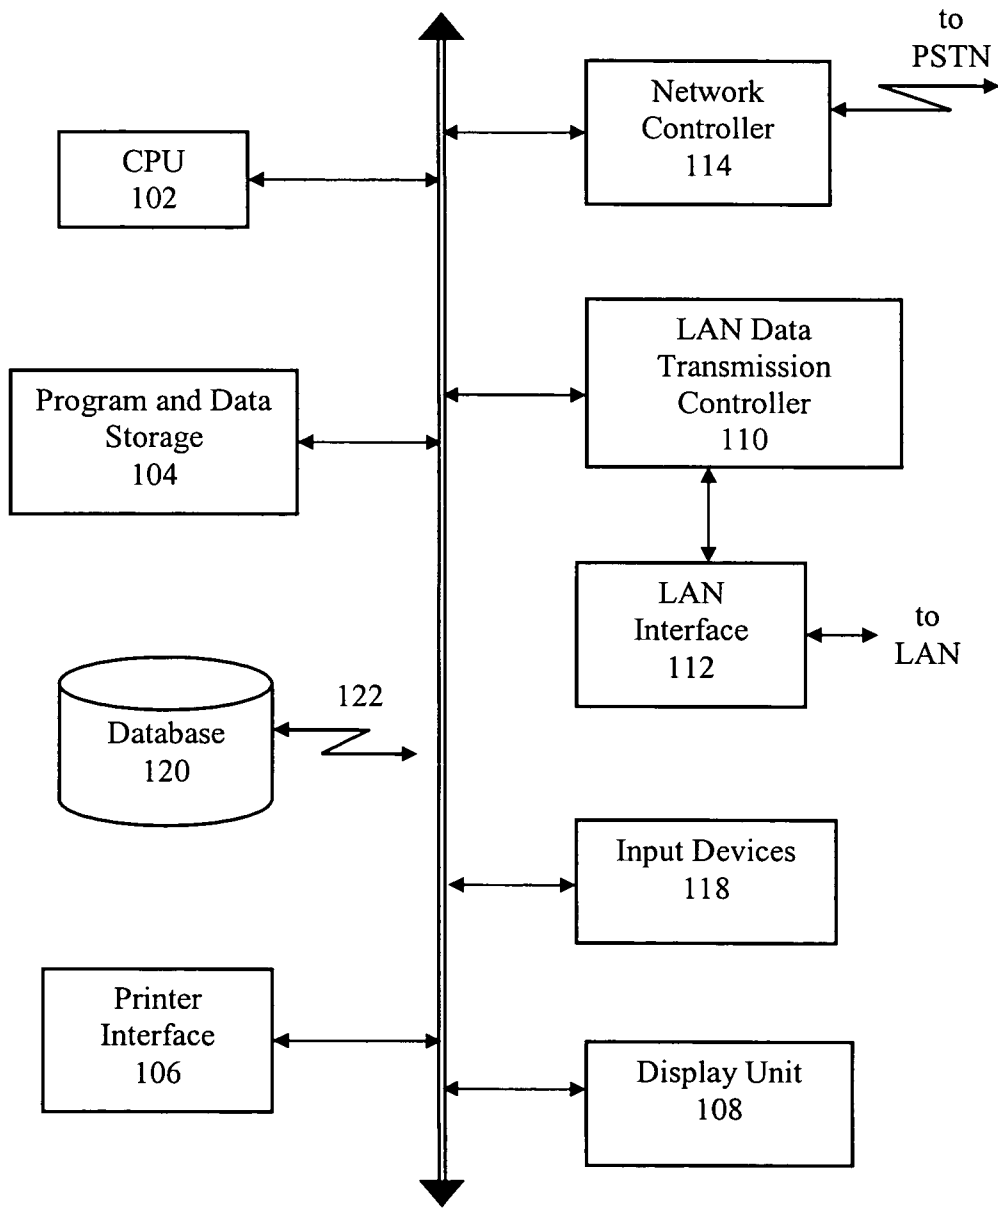 to
PSTN
Network
Controller
114
CPU
102
LAN Data
Transmission
Controller
110
Program and Data
Storage
104
LAN
Interface
112
to
LAN
122
Database
120
Input Devices
118
Printer
Interface
106
Display Unit
108